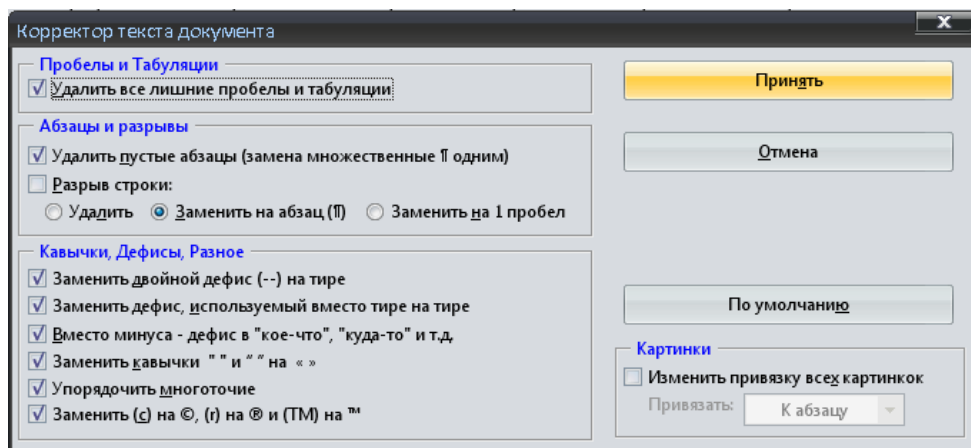 Корректор текста документа
x
Пробелы и Табуляции
Удалить все лишние пробелы и табуляции
Абзацы и разрывы
Удалить пустые абзацы (замена множественные ¶ одним)
Разрыв строки:
Удалить Заменить на абзац (¶) Заменить на 1 пробел
Кавычки, Дефисы, Разное
Заменить двойной дефис (--) на тире
Заменить дефис, используемый вместо тире на тире
Вместо минуса - дефис в "кое-что", "куда-то" и т.д.
Заменить кавычки " " и “ ” на « »
Упорядочить многоточие
Заменить (c) на ©, (r) на ® и (TM) на ™
Принять
Отмена
По умолчанию
Картинки
Изменить привязку всех картинкок
Привязать: К абзацу